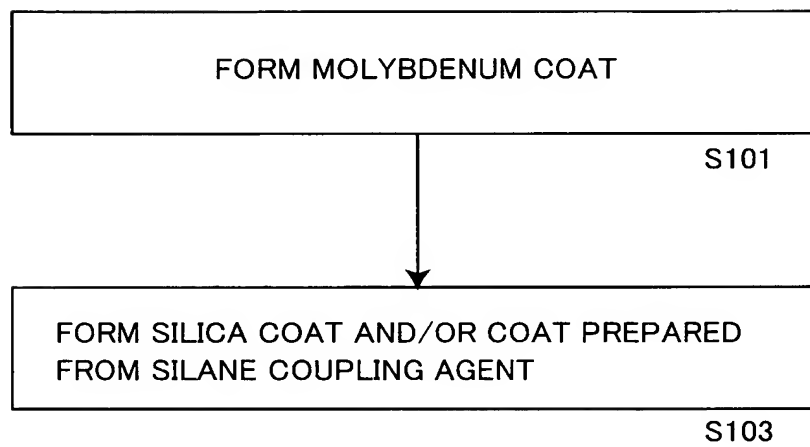 FORM MOLYBDENUM COAT
S101
FORM SILICA COAT AND/OR COAT PREPARED
FROM SILANE COUPLING AGENT
S103